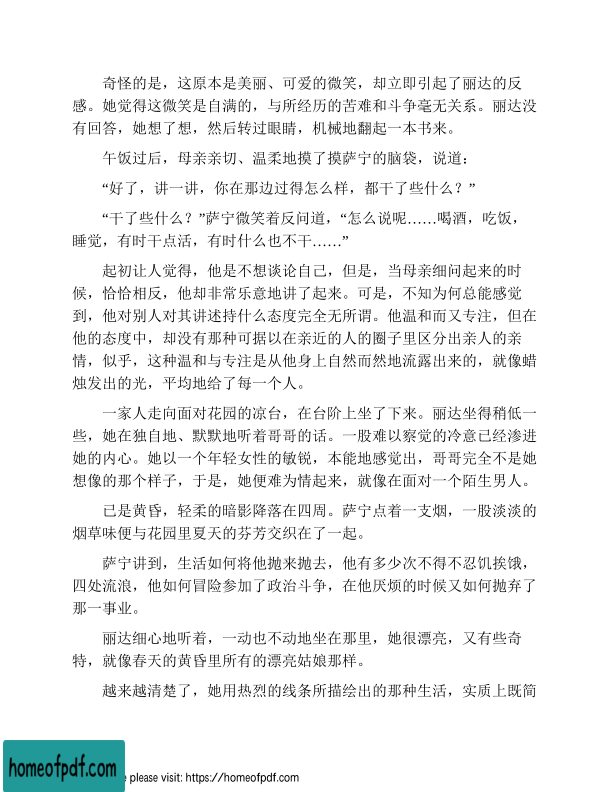 奇怪的是，这原本是美丽、可爱的微笑，却立即引起了丽达的反
感。她觉得这微笑是自满的，与所经历的苦难和斗争毫无关系。丽达没
有回答，她想了想，然后转过眼睛，机械地翻起一本书来。
午饭过后，母亲亲切、温柔地摸了摸萨宁的脑袋，说道：
“好了，讲一讲，你在那边过得怎么样，都干了些什么？”
“干了些什么？”萨宁微笑着反问道，“怎么说呢……喝酒，吃饭，
睡觉，有时干点活，有时什么也不干……”
起初让人觉得，他是不想谈论自己，但是，当母亲细问起来的时
候，恰恰相反，他却非常乐意地讲了起来。可是，不知为何总能感觉
到，他对别人对其讲述持什么态度完全无所谓。他温和而又专注，但在
他的态度中，却没有那种可据以在亲近的人的圈子里区分出亲人的亲
情，似乎，这种温和与专注是从他身上自然而然地流露出来的，就像蜡
烛发出的光，平均地给了每一个人。
一家人走向面对花园的凉台，在台阶上坐了下来。丽达坐得稍低一
些，她在独自地、默默地听着哥哥的话。一股难以察觉的冷意已经渗进
她的内心。她以一个年轻女性的敏锐，本能地感觉出，哥哥完全不是她
想像的那个样子，于是，她便难为情起来，就像在面对一个陌生男人。
已是黄昏，轻柔的暗影降落在四周。萨宁点着一支烟，一股淡淡的
烟草味便与花园里夏天的芬芳交织在了一起。
萨宁讲到，生活如何将他抛来抛去，他有多少次不得不忍饥挨饿，
四处流浪，他如何冒险参加了政治斗争，在他厌烦的时候又如何抛弃了
那一事业。
丽达细心地听着，一动也不动地坐在那里，她很漂亮，又有些奇
特，就像春天的黄昏里所有的漂亮姑娘那样。
越来越清楚了，她用热烈的线条所描绘出的那种生活，实质上既简
homeofpdf.com
e please visit: https://homeofpdf.com